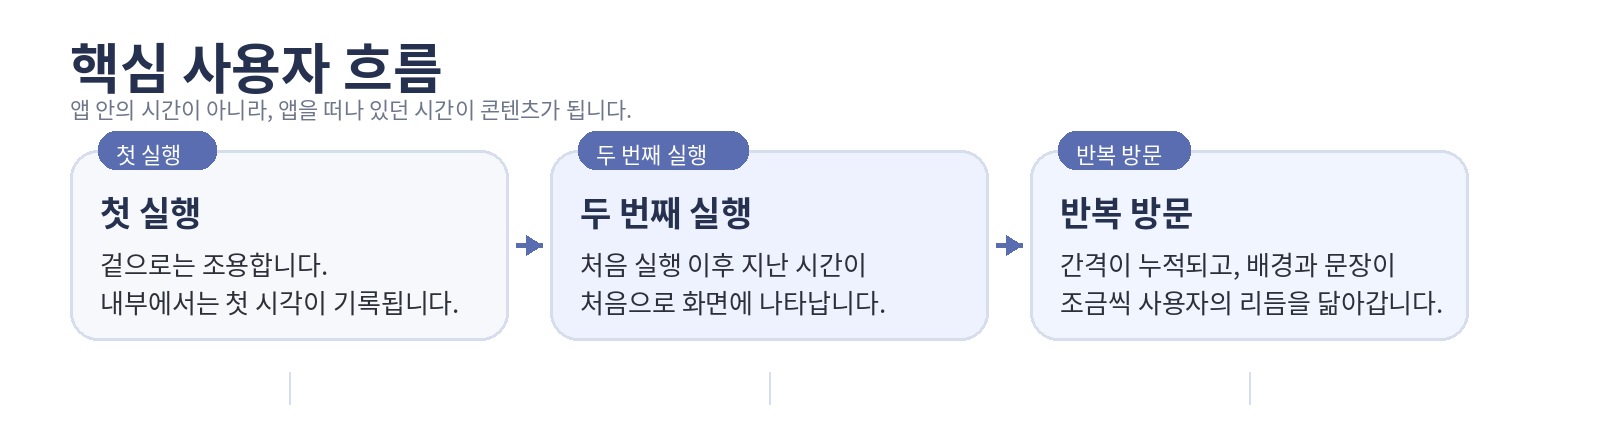 핵심 사용자 흐름
앱 안의 시간이 아니라, 앱을 떠나 있던 시간이 콘텐츠가 됩니다.
첫 실행
첫 실행
겉으로는 조용합니다.
내부에서는 첫 시각이 기록됩니다.
두 번째 실행
두 번째 실행
처음 실행 이후 지난 시간이
처음으로 화면에 나타납니다.
반복 방문
반복 방문
간격이 누적되고, 배경과 문장이
조금씩 사용자의 리듬을 닮아갑니다.